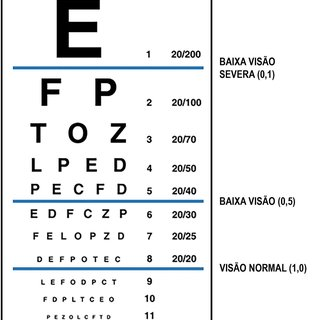 E 1 20/200
BAIXA VISÃO
SEVERA (0,1)
F P 2 20/100
T O Z 3 20/70
L P E D 4 20/50
P E C F D 5 20/40
BAIXA VISÃO (0,5)
E D F C Z P 6 20/30
F E L O P Z D 7 20/25
D E F P O T E C 8 20/20
VISÃO NORMAL (1,0)
L E F O D P C T 9
F D P L T C E O 10
P E Z O L C F T D 11